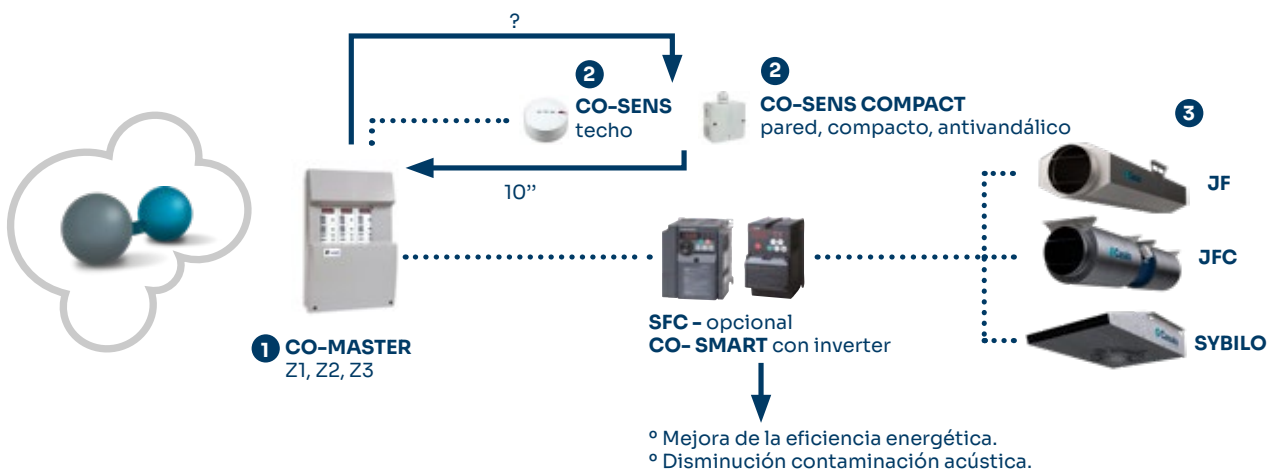 ?
2
CO-SENS
techo
2
CO-SENS COMPACT
pared, compacto, antivandálico
3
10’’
JF
JFC
SYBILO
1 CO-MASTER
Z1, Z2, Z3
SFC - opcional
CO- SMART con inverter
º Mejora de la eficiencia energética.
º Disminución contaminación acústica.